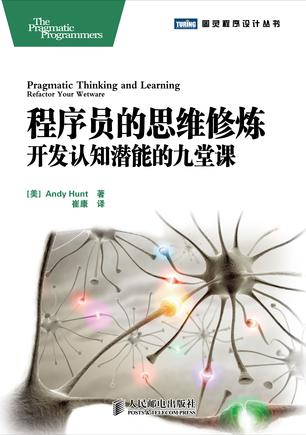 The
Pragmatic
Programmers
TURING
图灵程序设计丛书
Pragmatic Thinking and Learning
Refactor Your Wetware
程序员的思维修炼
开发认知潜能的九堂课
[美] Andy Hunt 著
崔康 译
人民邮电出版社
POSTS & TELECOM PRESS